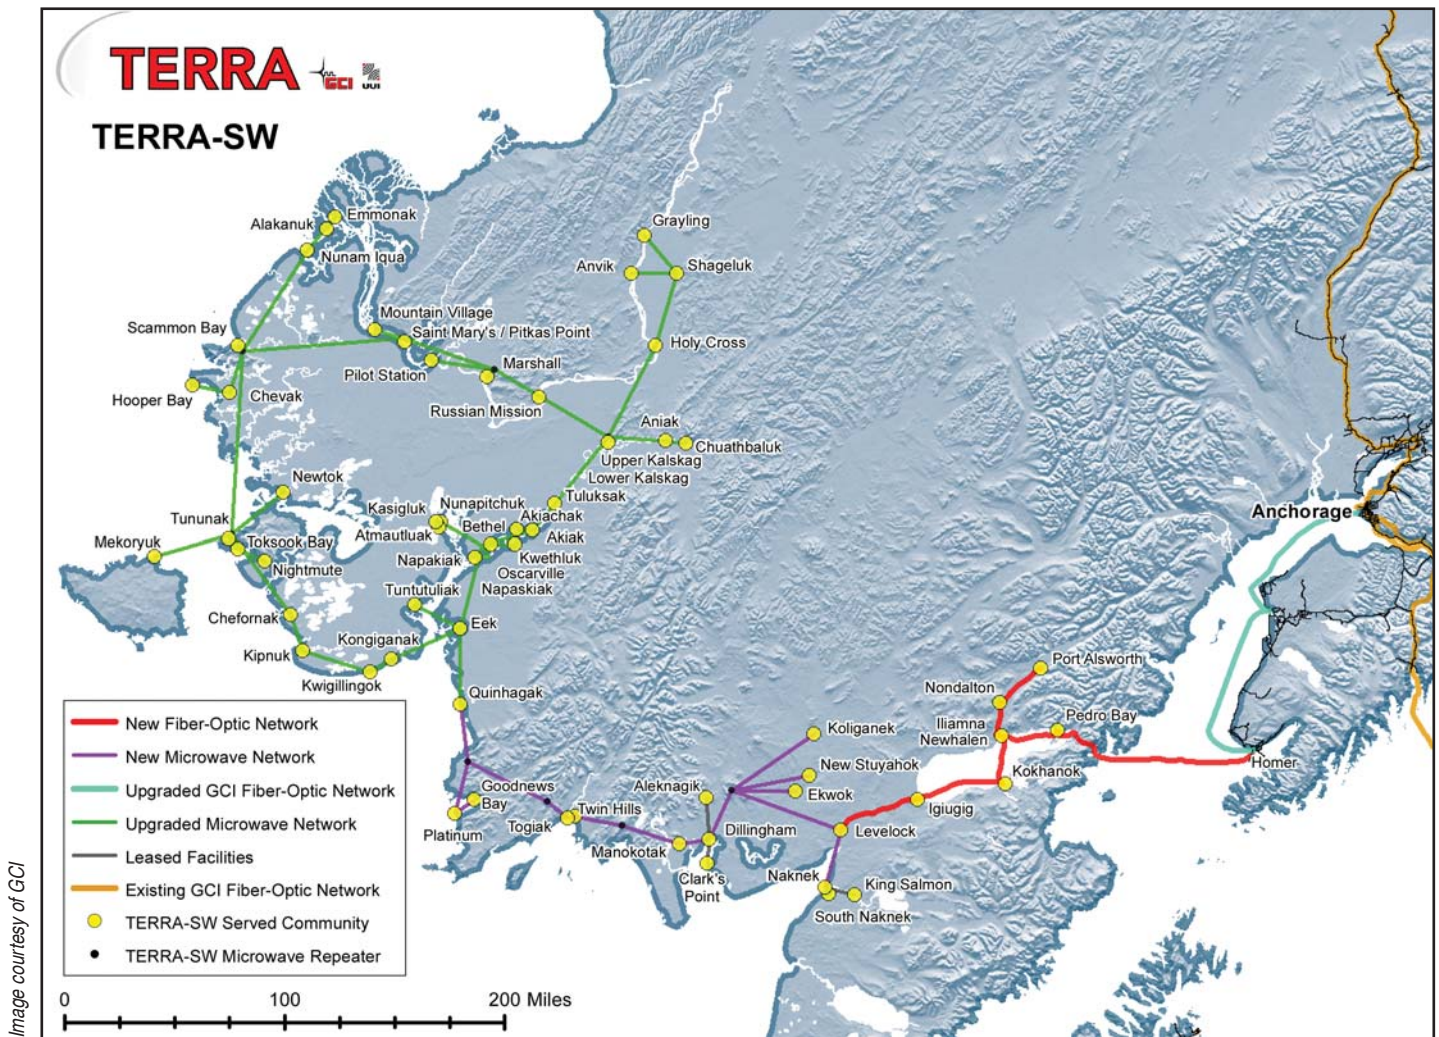 TERRA
GCI
UUI
TERRA-SW
Emmonak
Alakanuk
Nunam Iqua
Grayling
Anvik
Shageluk
Mountain Village
Scammon Bay
Saint Mary's / Pitkas Point
Holy Cross
Marshall
Pilot Station
Hooper Bay
Chevak
Russian Mission
Aniak
Chuathbaluk
Upper Kalskag
Lower Kalskag
Newtok
Tuluksak
Kasigluk
Nunapitchuk
Tununak
Akiachak
Bethel
Atmautluak
Akiak
Mekoryuk
Toksook Bay
Napakiak
Kwethluk
Nightmute
Oscarville
Napaskiak
Tuntutuliak
Chefornak
Eek
Kongiganak
Kipnuk
Kwigillingok
Quinhagak
Anchorage
Port Alsworth
Nondalton
Pedro Bay
Iliamna
Newhalen
Koliganek
Homer
New Stuyahok
Kokhanok
Goodnews
Bay
Aleknagik
Ekwok
Igiugig
Twin Hills
Platinum
Togiak
Dillingham
Levelock
Manokotak
Clark's
Point
Naknek
King Salmon
South Naknek
New Fiber-Optic Network
New Microwave Network
Upgraded GCI Fiber-Optic Network
Upgraded Microwave Network
Leased Facilities
Existing GCI Fiber-Optic Network
TERRA-SW Served Community
TERRA-SW Microwave Repeater
0 100 200 Miles
Image courtesy of GCI